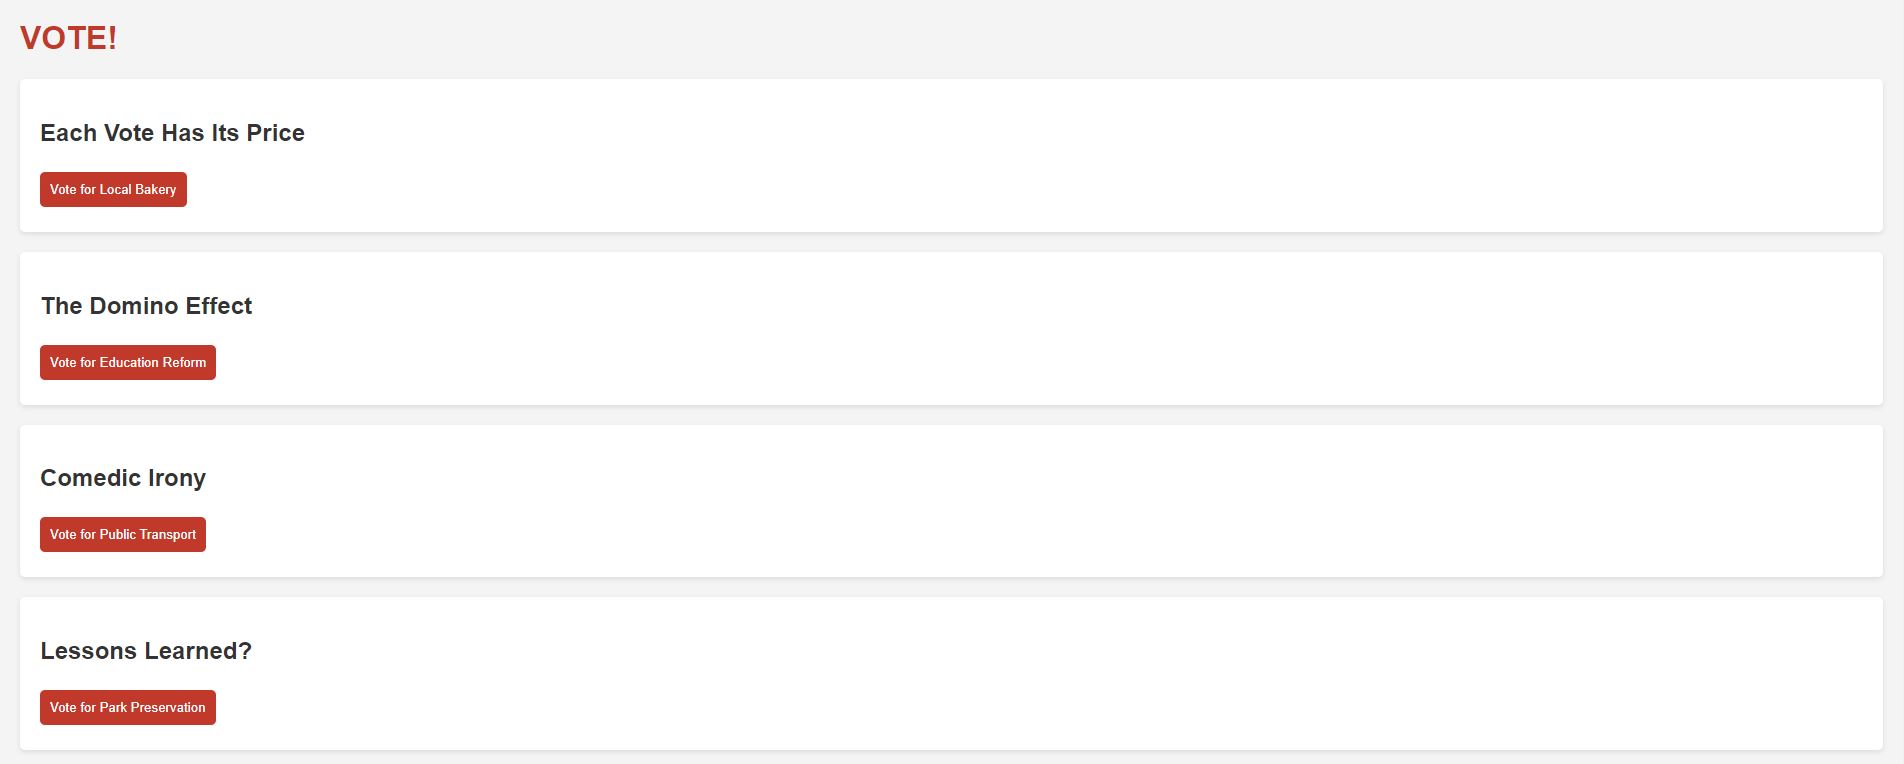 VOTE!
Each Vote Has Its Price
Vote for Local Bakery
The Domino Effect
Vote for Education Reform
Comedic Irony
Vote for Public Transport
Lessons Learned?
Vote for Park Preservation